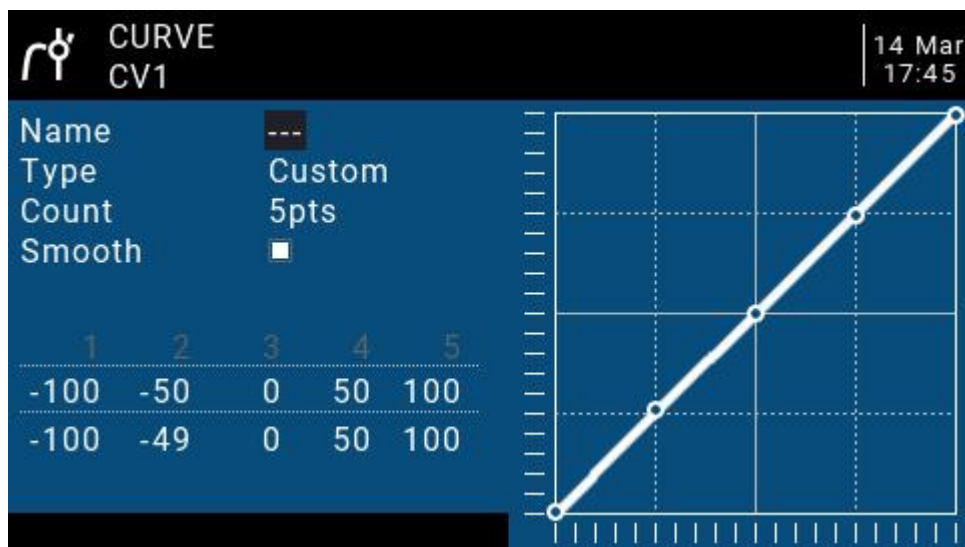 CURVE
CV1
14 Mar
17:45
Name ---
Type Custom
Count 5pts
Smooth
1 2 3 4 5
-100 -50 0 50 100
-100 -49 0 50 100